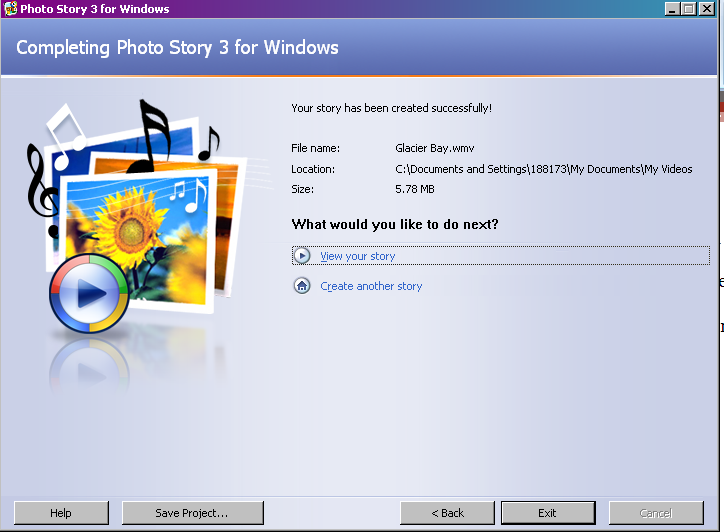 Photo Story 3 for Windows
Completing Photo Story 3 for Windows
Your story has been created successfully!
File name: Glacier Bay.wmv
Location: C:\Documents and Settings\188173\My Documents\My Videos
Size: 5.78 MB
What would you like to do next?
View your story
Create another story
Help Save Project... < Back Exit Cancel